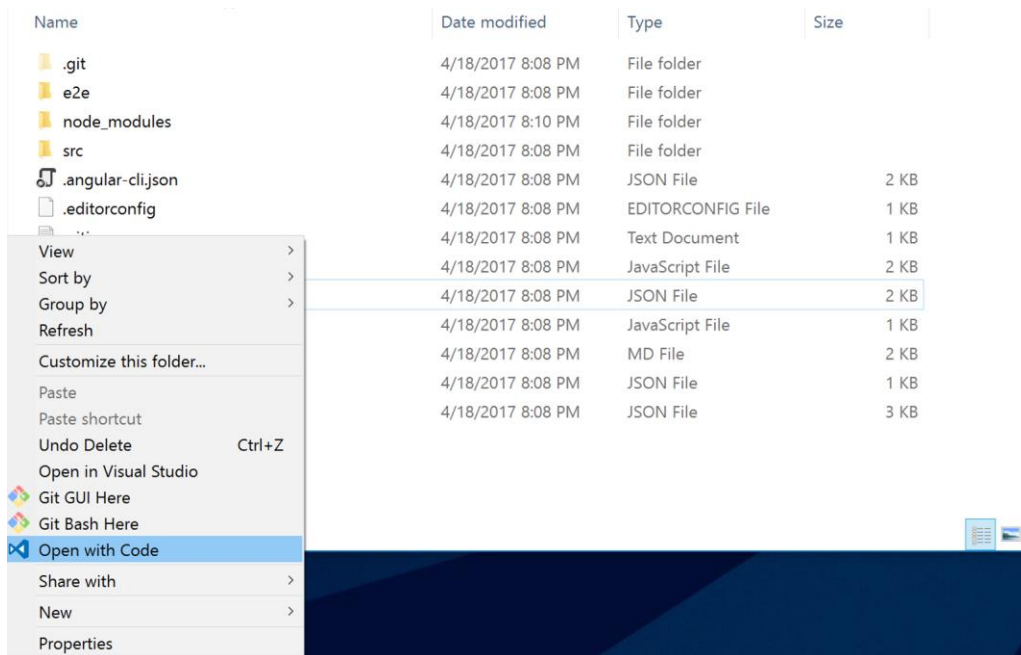 Name Date modified Type Size
.git 4/18/2017 8:08 PM File folder
e2e 4/18/2017 8:08 PM File folder
node_modules 4/18/2017 8:10 PM File folder
src 4/18/2017 8:08 PM File folder
.angular-cli.json 4/18/2017 8:08 PM JSON File 2 KB
.editorconfig 4/18/2017 8:08 PM EDITORCONFIG File 1 KB
4/18/2017 8:08 PM Text Document 1 KB
View
4/18/2017 8:08 PM JavaScript File 2 KB
Sort by
4/18/2017 8:08 PM JSON File 2 KB
Group by
4/18/2017 8:08 PM JavaScript File 1 KB
Refresh
4/18/2017 8:08 PM MD File 2 KB
Customize this folder...
4/18/2017 8:08 PM JSON File 1 KB
Paste
4/18/2017 8:08 PM JSON File 3 KB
Paste shortcut
Undo Delete Ctrl+Z
Open in Visual Studio
Git GUI Here
Git Bash Here
Open with Code
Share with
New
Properties